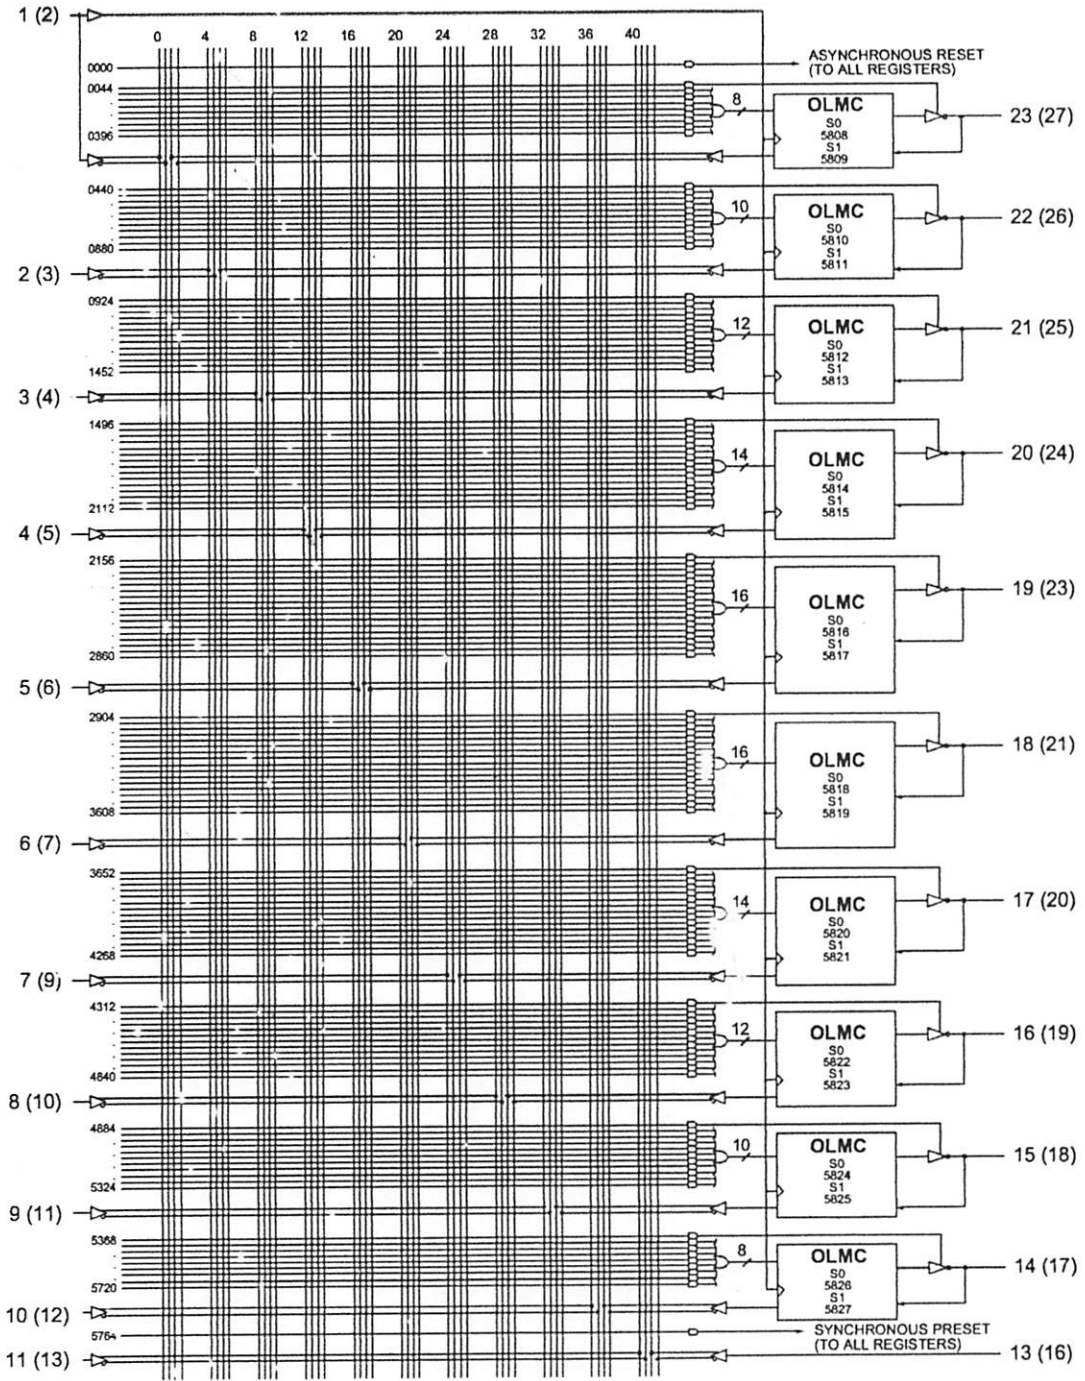 1 (2)
0 4 8 12 16 20 24 28 32 36 40
0000
ASYNCHRONOUS RESET
(TO ALL REGISTERS)
0044
0396
8
OLMC
S0
5808
S1
5809
23 (27)
0440
0880
10
OLMC
S0
5810
S1
5811
22 (26)
2 (3)
0924
1452
12
OLMC
S0
5812
S1
5813
21 (25)
3 (4)
1496
2112
14
OLMC
S0
5814
S1
5815
20 (24)
4 (5)
2156
2860
16
OLMC
S0
5816
S1
5817
19 (23)
5 (6)
2904
3608
16
OLMC
S0
5818
S1
5819
18 (21)
6 (7)
3652
4268
14
OLMC
S0
5820
S1
5821
17 (20)
7 (9)
4312
4840
12
OLMC
S0
5822
S1
5823
16 (19)
8 (10)
4884
5324
10
OLMC
S0
5824
S1
5825
15 (18)
9 (11)
5368
5720
8
OLMC
S0
5826
S1
5827
14 (17)
10 (12)
5764
SYNCHRONOUS PRESET
(TO ALL REGISTERS)
11 (13)
13 (16)